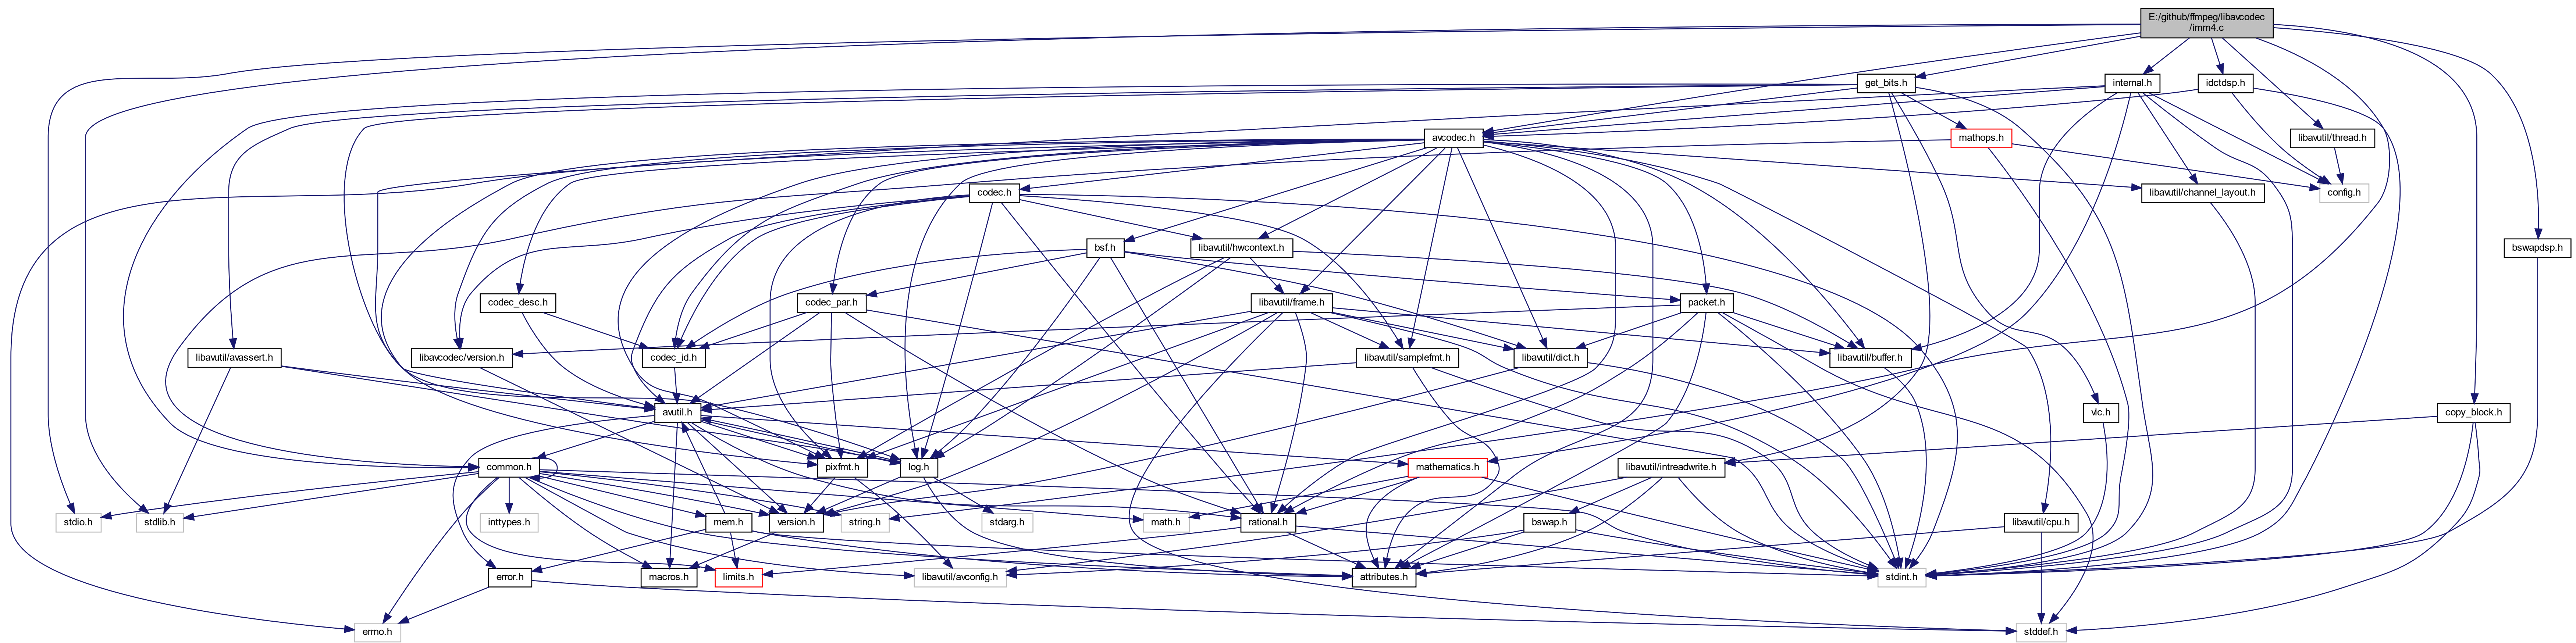 E:/github/ffmpeg/libavcodec
/imm4.c
get_bits.h
internal.h
idctdsp.h
avcodec.h
mathops.h
libavutil/thread.h
codec.h
libavutil/channel_layout.h
config.h
bsf.h
libavutil/hwcontext.h
bswapdsp.h
codec_desc.h
codec_par.h
libavutil/frame.h
packet.h
libavutil/avassert.h
libavcodec/version.h
codec_id.h
libavutil/samplefmt.h
libavutil/dict.h
libavutil/buffer.h
avutil.h
vlc.h
copy_block.h
common.h
pixfmt.h
log.h
mathematics.h
libavutil/intreadwrite.h
stdio.h
stdlib.h
inttypes.h
mem.h
version.h
string.h
stdarg.h
math.h
rational.h
bswap.h
libavutil/cpu.h
error.h
macros.h
limits.h
libavutil/avconfig.h
attributes.h
stdint.h
errno.h
stddef.h